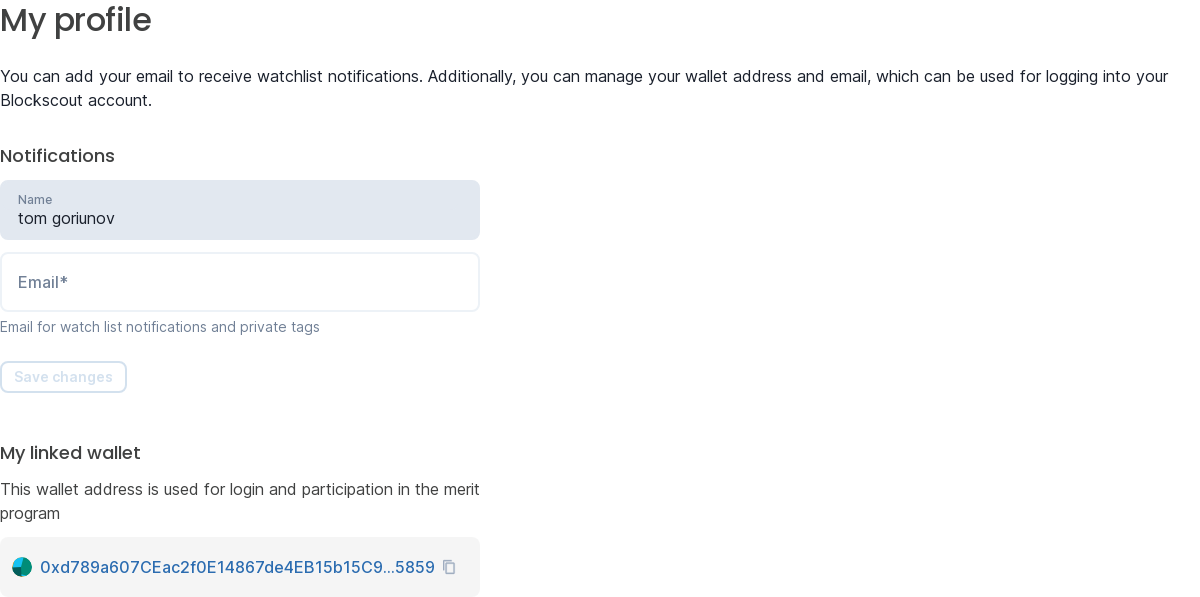 My profile
You can add your email to receive watchlist notifications. Additionally, you can manage your wallet address and email, which can be used for logging into your
Blockscout account.
Notifications
Name
tom goriunov
Email*
Email for watch list notifications and private tags
Save changes
My linked wallet
This wallet address is used for login and participation in the merit
program
0xd789a607CEac2f0E14867de4EB15b15C9...5859